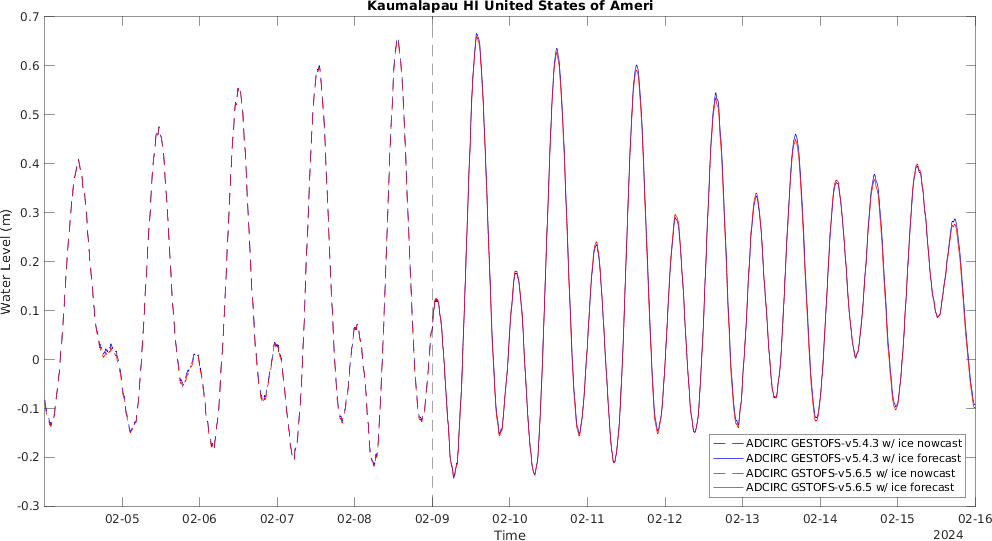 Kaumalapau HI United States of Ameri
0.7
0.6
0.5
0.4
0.3
0.2
0.1
0
-0.1
-0.2
-0.3
Water Level (m)
ADCIRC GESTOFS-v5.4.3 w/ ice nowcast
ADCIRC GESTOFS-v5.4.3 w/ ice forecast
ADCIRC GSTOFS-v5.6.5 w/ ice nowcast
ADCIRC GSTOFS-v5.6.5 w/ ice forecast
02-05 02-06 02-07 02-08 02-09 02-10 02-11 02-12 02-13 02-14 02-15 02-16
Time
2024